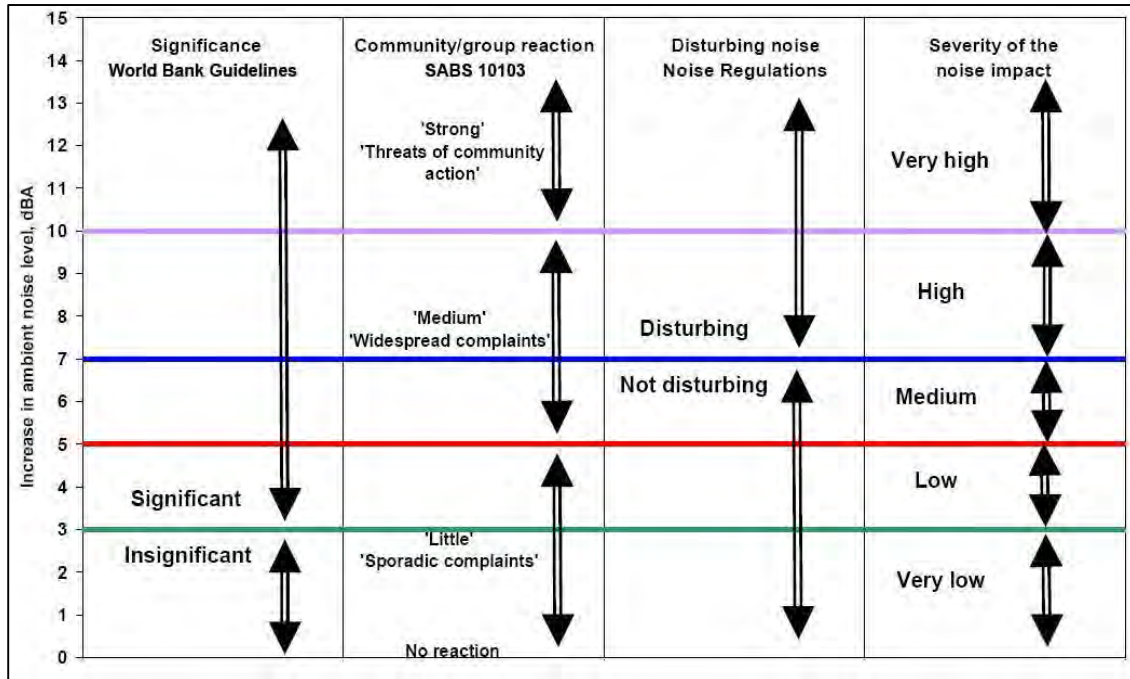 Increase in ambient noise level, dBA
15
14
13
12
11
10
9
8
7
6
5
4
3
2
1
0
Significance
World Bank Guidelines
Significant
Insignificant
Community/group reaction
SABS 10103
'Strong'
'Threats of community
action'
'Medium'
'Widespread complaints'
'Little'
'Sporadic complaints'
No reaction
Disturbing noise
Noise Regulations
Disturbing
Not disturbing
Severity of the
noise impact
Very high
High
Medium
Low
Very low